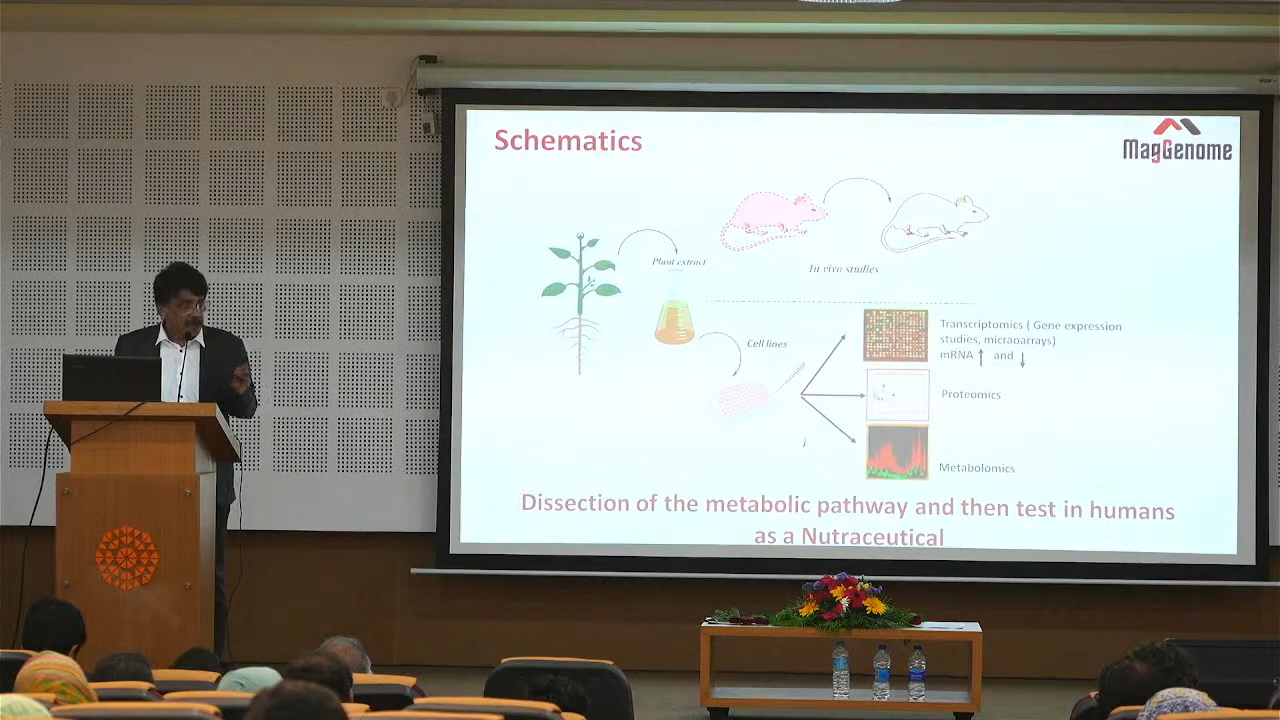 Schematics
MagGenome
Plant extract
In vivo studies
Cell lines
Transcriptomics ( Gene expression
studies, micraoarrays)
mRNA and
Proteomics
Metabolomics
Dissection of the metabolic pathway and then test in humans
as a Nutraceutical